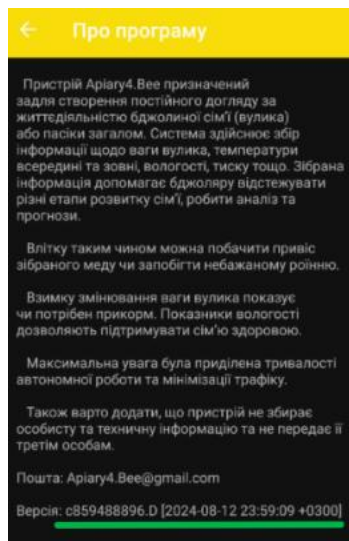 Про програму
Пристрій Apiary4.Bee призначений
задля створення постійного догляду за
життєдіяльністю бджолиної сім'ї (вулика)
або пасіки загалом. Система здійснює збір
інформації щодо ваги вулика, температури
всередині та зовні, вологості, тиску тощо. Зібрана
інформація допомагає бджоляру відстежувати
різні етапи розвитку сім'ї, робити аналіз та
прогнози.
Влітку таким чином можна побачити привіс
зібраного меду чи запобігти небажаному роїнню.
Взимку змінювання ваги вулика показує
чи потрібен прикорм. Показники вологості
дозволяють підтримувати сім'ю здоровою.
Максимальна увага була приділена тривалості
автономної роботи та мінімізації трафіку.
Також варто додати, що пристрій не збирає
особисту та техничну інформацію та не передає її
третім особам.
Пошта: Apiary4.Bee@gmail.com
Версія: c859488896.D [2024-08-12 23:59:09 +0300]